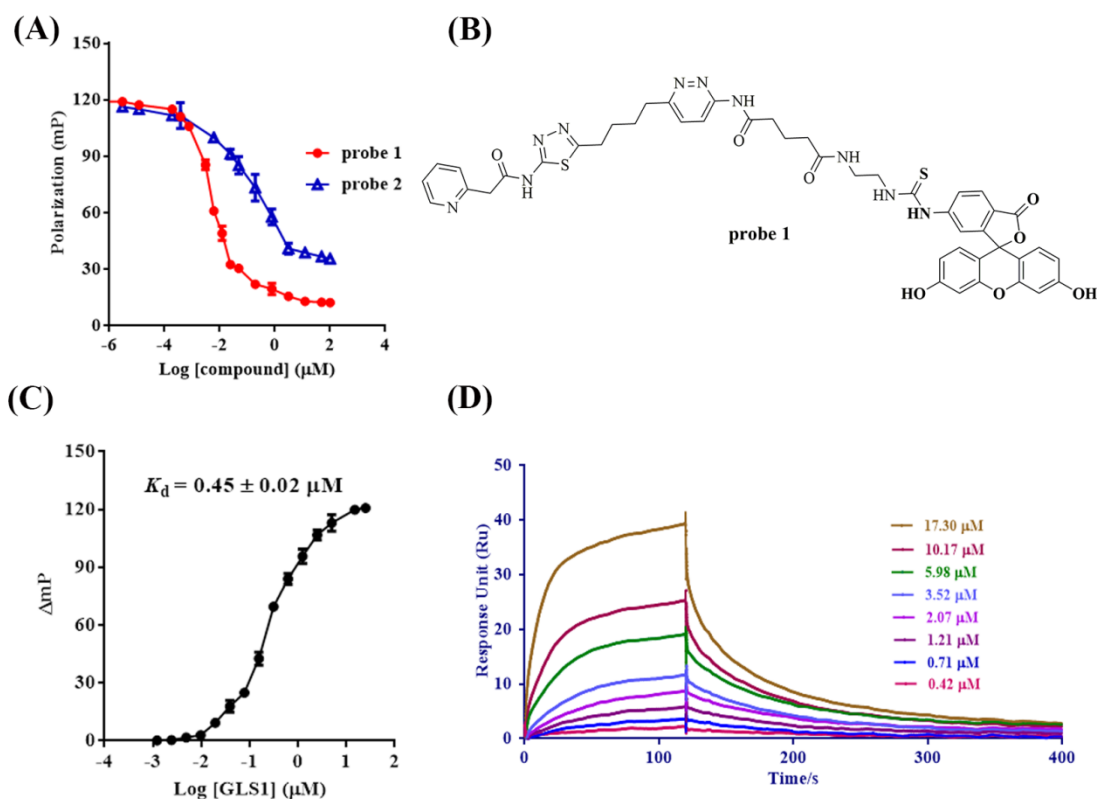 (A)
150
120
90
60
30
0
Polarization (mP)
-6
-4
-2
0
2
4
Log [compound] (μM)
probe 1
probe 2
(B)
N=N
NH
O
N-N
S
O
NH
N
O
H
N
NH
S
NH
O
O
HO
O
OH
probe 1
(C)
150
120
90
60
30
0
ΔmP
Kd = 0.45 ± 0.02 μM
-4
-3
-2
-1
0
1
2
Log [GLS1] (μM)
(D)
50
40
30
20
10
0
Response Unit (Ru)
0
100
200
300
400
Time/s
17.30 μM
10.17 μM
5.98 μM
3.52 μM
2.07 μM
1.21 μM
0.71 μM
0.42 μM